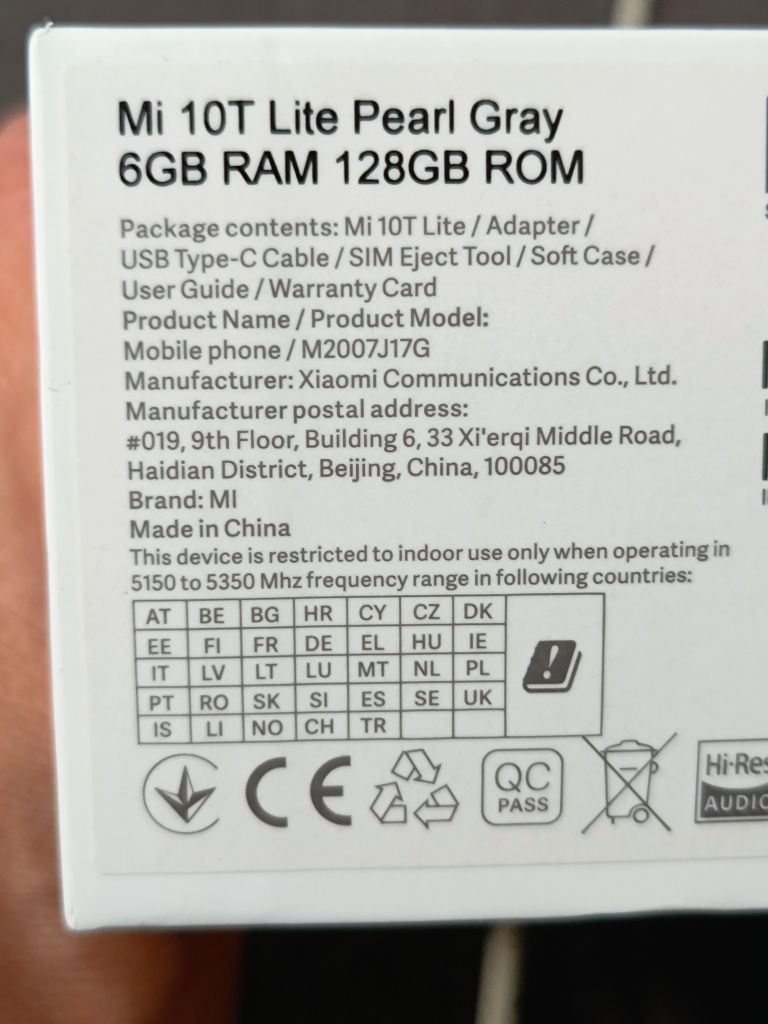 Mi 10T Lite Pearl Gray
6GB RAM 128GB ROM
Package contents: Mi 10T Lite / Adapter /
USB Type-C Cable / SIM Eject Tool / Soft Case /
User Guide / Warranty Card
Product Name / Product Model:
Mobile phone / M2007J17G
Manufacturer: Xiaomi Communications Co., Ltd.
Manufacturer postal address:
#019, 9th Floor, Building 6, 33 Xi'erqi Middle Road,
Haidian District, Beijing, China, 100085
Brand: MI
Made in China
This device is restricted to indoor use only when operating in
5150 to 5350 Mhz frequency range in following countries:
AT BE BG HR CY CZ DK
EE FI FR DE EL HU IE
IT LV LT LU MT NL PL
PT RO SK SI ES SE UK
IS LI NO CH TR
CE
QC
PASS
Hi-Res
AUDIO